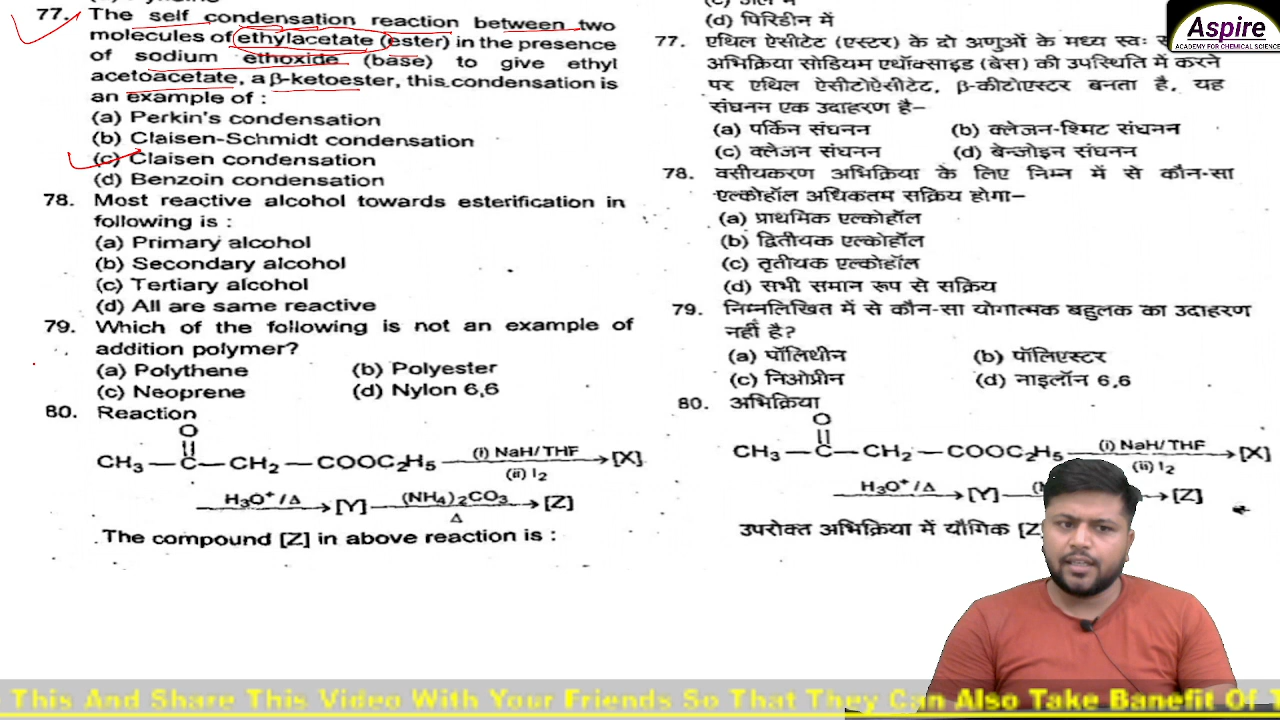 77. The self condensation reaction between two
molecules of ethylacetate (ester) in the presence
of sodium ethoxide (base) to give ethyl
acetoacetate, a β-ketoester, this condensation is
an example of :
(a) Perkin's condensation
(b) Claisen-Schmidt condensation
(c) Claisen condensation
(d) Benzoin condensation
78. Most reactive alcohol towards esterification in
following is :
(a) Primary alcohol
(b) Secondary alcohol
(c) Tertiary alcohol
(d) All are same reactive
79. Which of the following is not an example of
addition polymer?
(a) Polythene (b) Polyester
(c) Neoprene (d) Nylon 6,6
80. Reaction
O
CH₃—C—CH₂—COOC₂H₅ (i) NaH/THF (ii) I₂ →[X]
H₃O⁺/Δ →[Y] (NH₄)₂CO₃ Δ →[Z]
.The compound [Z] in above reaction is :
(d) पिरिडीन में
77. एथिल ऐसीटेट (एस्टर) के दो अणुओं के मध्य स्वः
अभिक्रिया सोडियम एथॉक्साइड (बेस) की उपस्थिति में करने
पर एथिल ऐसीटोऐसीटेट, β-कीटोएस्टर बनता है, यह
संघनन एक उदाहरण है–
(a) पर्किन संघनन (b) क्लेजन-श्मिट संघनन
(c) क्लेजन संघनन (d) बेन्जोइन संघनन
78. वसीयकरण अभिक्रिया के लिए निम्न में से कौन-सा
एल्कोहॉल अधिकतम सक्रिय होगा–
(a) प्राथमिक एल्कोहॉल
(b) द्वितीयक एल्कोहॉल
(c) तृतीयक एल्कोहॉल
(d) सभी समान रूप से सक्रिय
79. निम्नलिखित में से कौन-सा योगात्मक बहुलक का उदाहरण
नहीं है?
(a) पॉलिथीन (b) पॉलिएस्टर
(c) निओप्रीन (d) नाइलॉन 6,6
80. अभिक्रिया
O
CH₃—C—CH₂—COOC₂H₅ (i) NaH/THF (ii) I₂ →[X]
H₃O⁺/Δ →[Y] →[Z]
उपरोक्त अभिक्रिया में यौगिक [Z
Aspire
ACADEMY FOR CHEMICAL SCIENCE
This And Share This Video With Your Friends So That They Can Also Take Banefit Of